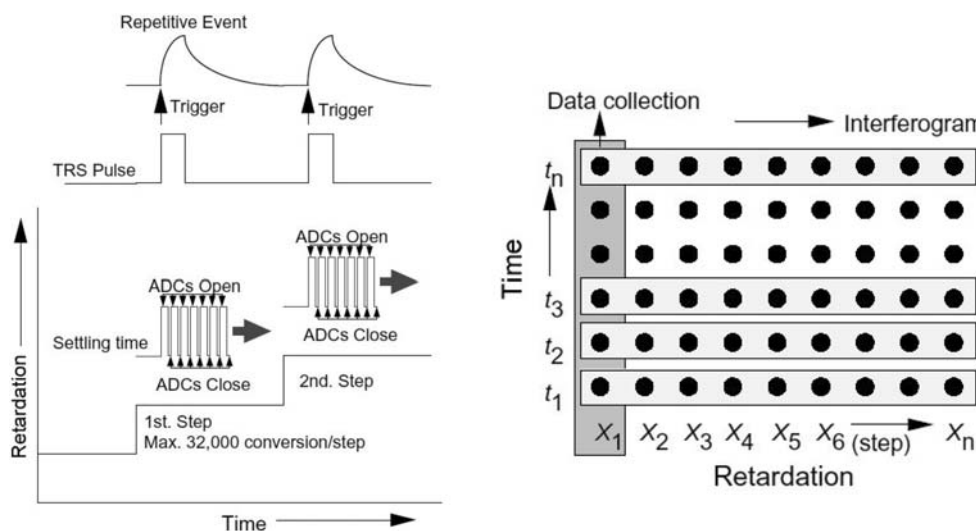 Repetitive Event
Trigger
Trigger
TRS Pulse
ADCs Open
ADCs Open
Settling time
ADCs Close
ADCs Close
2nd. Step
1st. Step
Max. 32,000 conversion/step
Retardation
Time
Data collection
Interferogram
tn
t3
t2
t1
Time
X1 X2 X3 X4 X5 X6 (step) Xn
Retardation